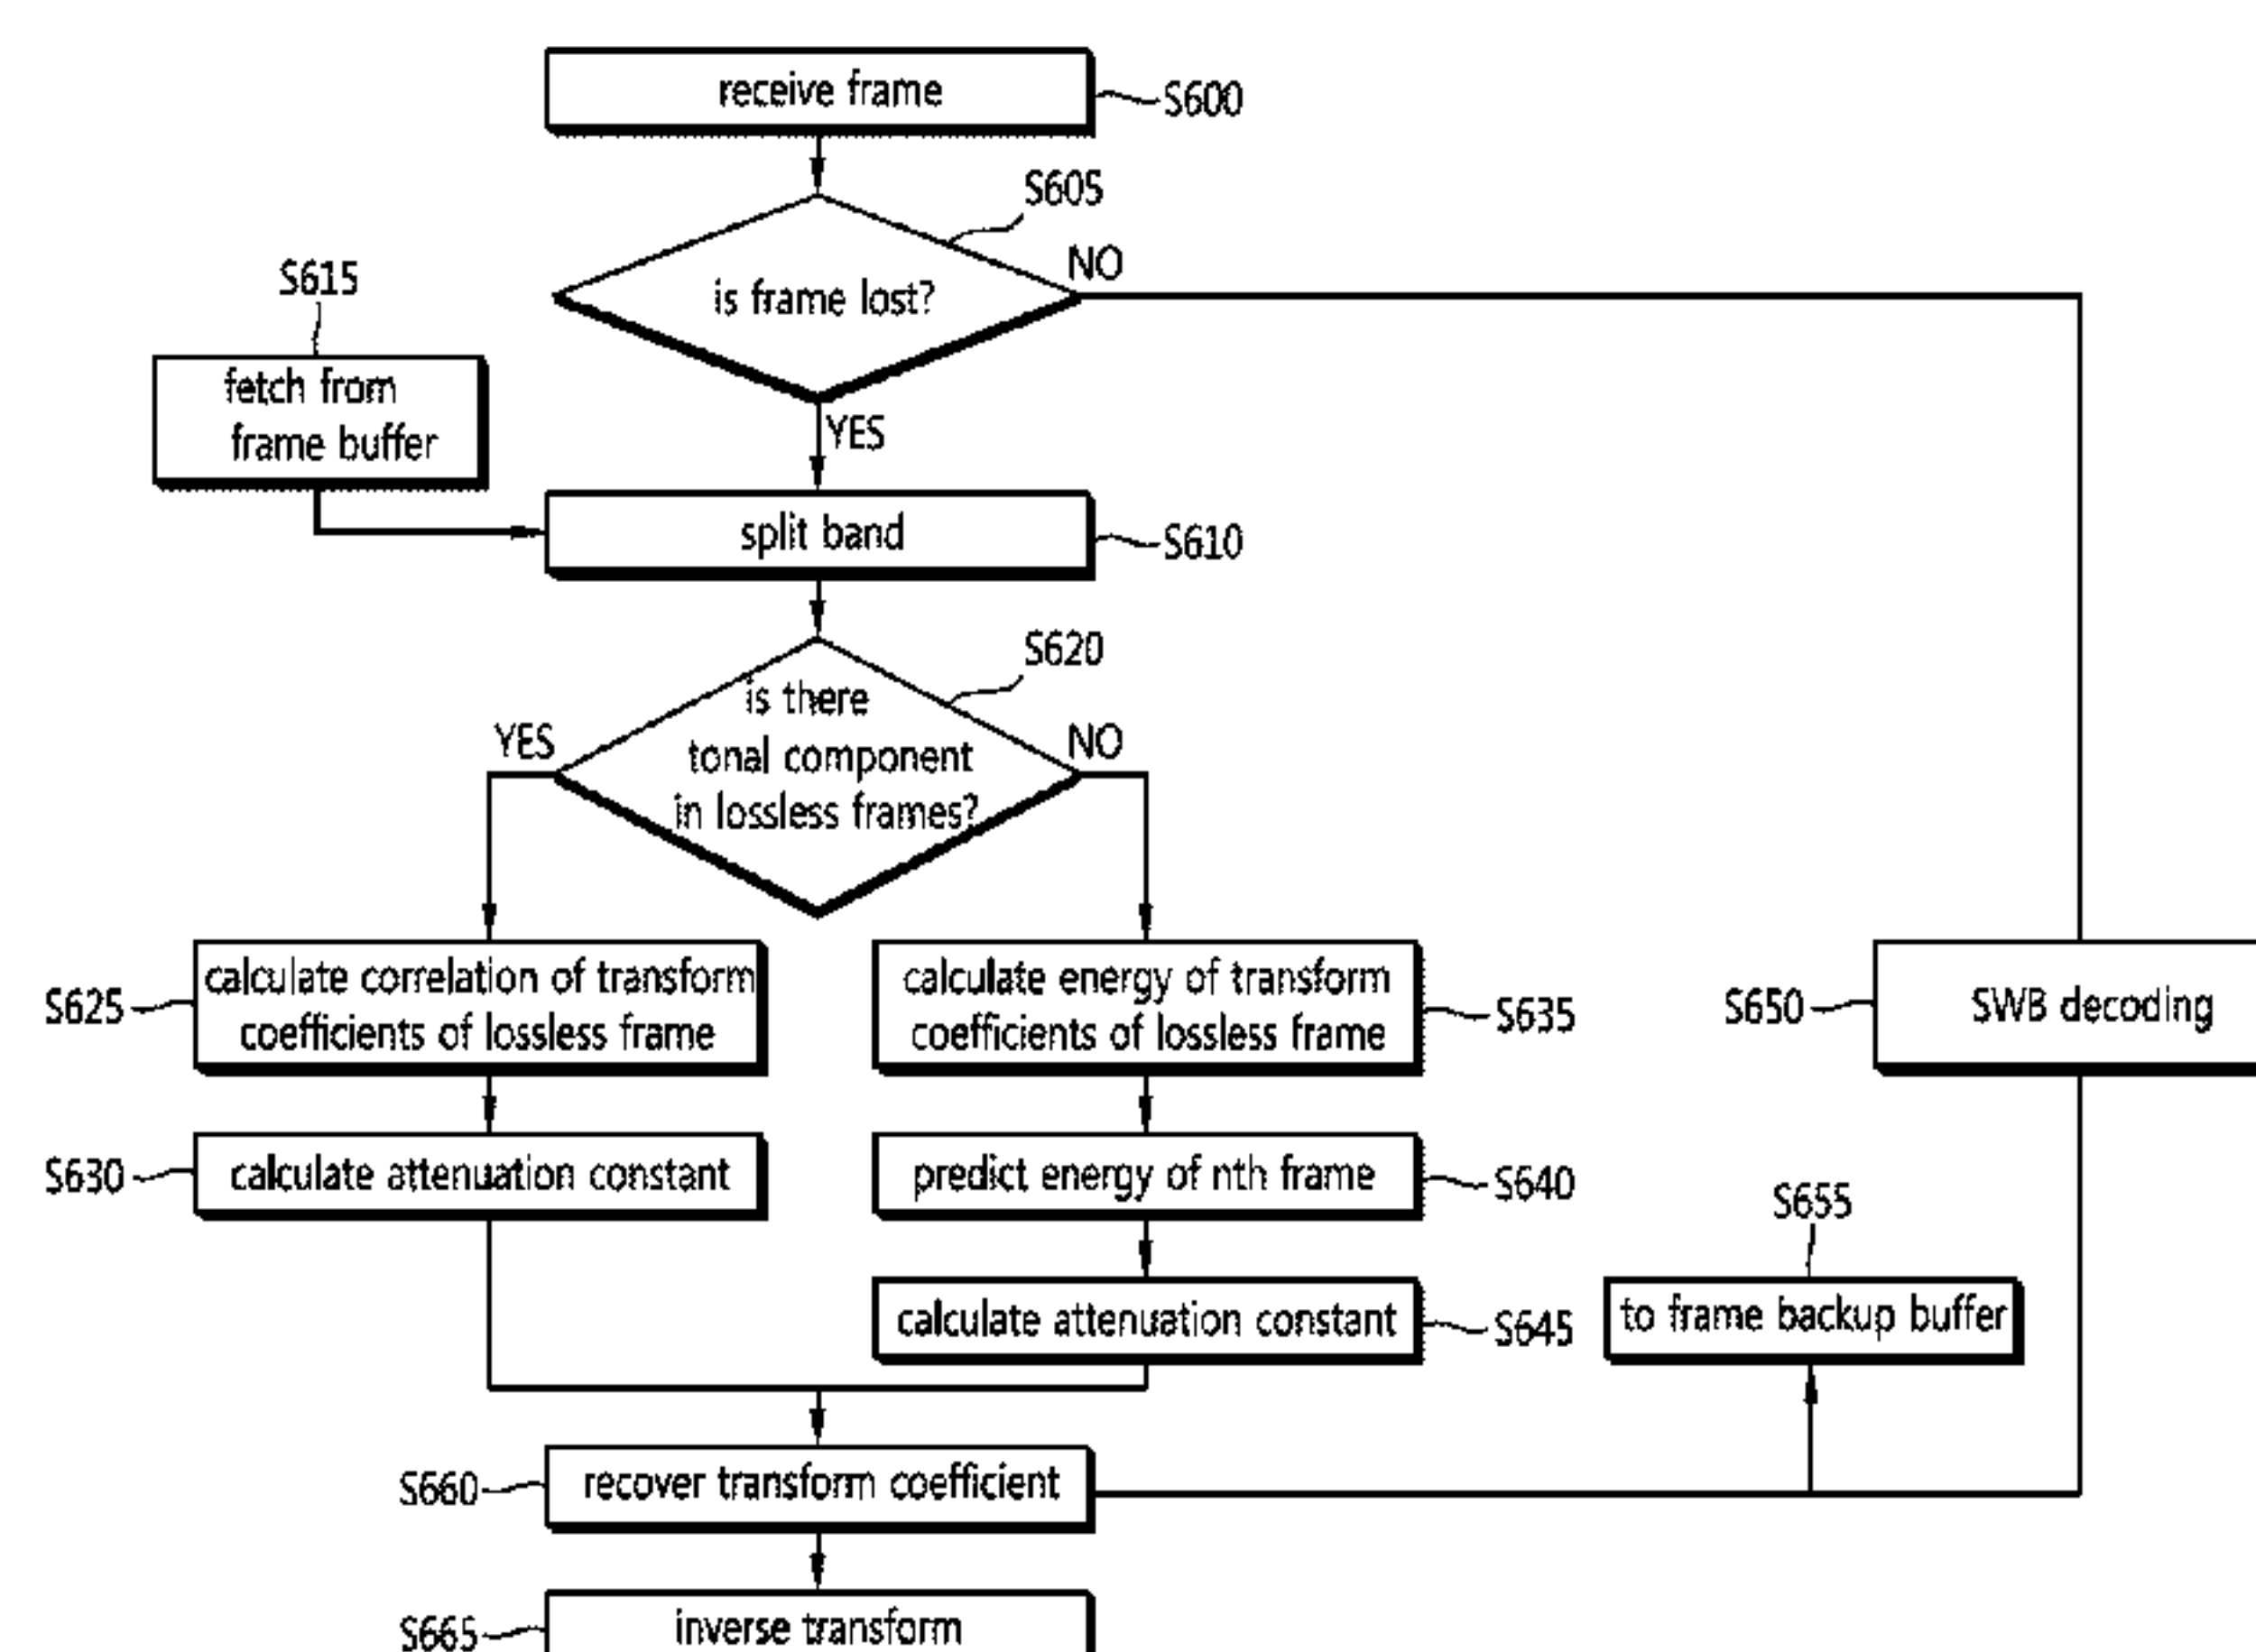 receive frame
S600
S605
is frame lost?
NO
S615
fetch from
frame buffer
YES
split band
S610
S620
is there
tonal component
in lossless frames?
YES
NO
S625
calculate correlation of transform
coefficients of lossless frame
calculate energy of transform
coefficients of lossless frame
S635
S650
SWB decoding
S630
calculate attenuation constant
predict energy of nth frame
S640
S655
calculate attenuation constant
S645
to frame backup buffer
S660
recover transform coefficient
S665
inverse transform